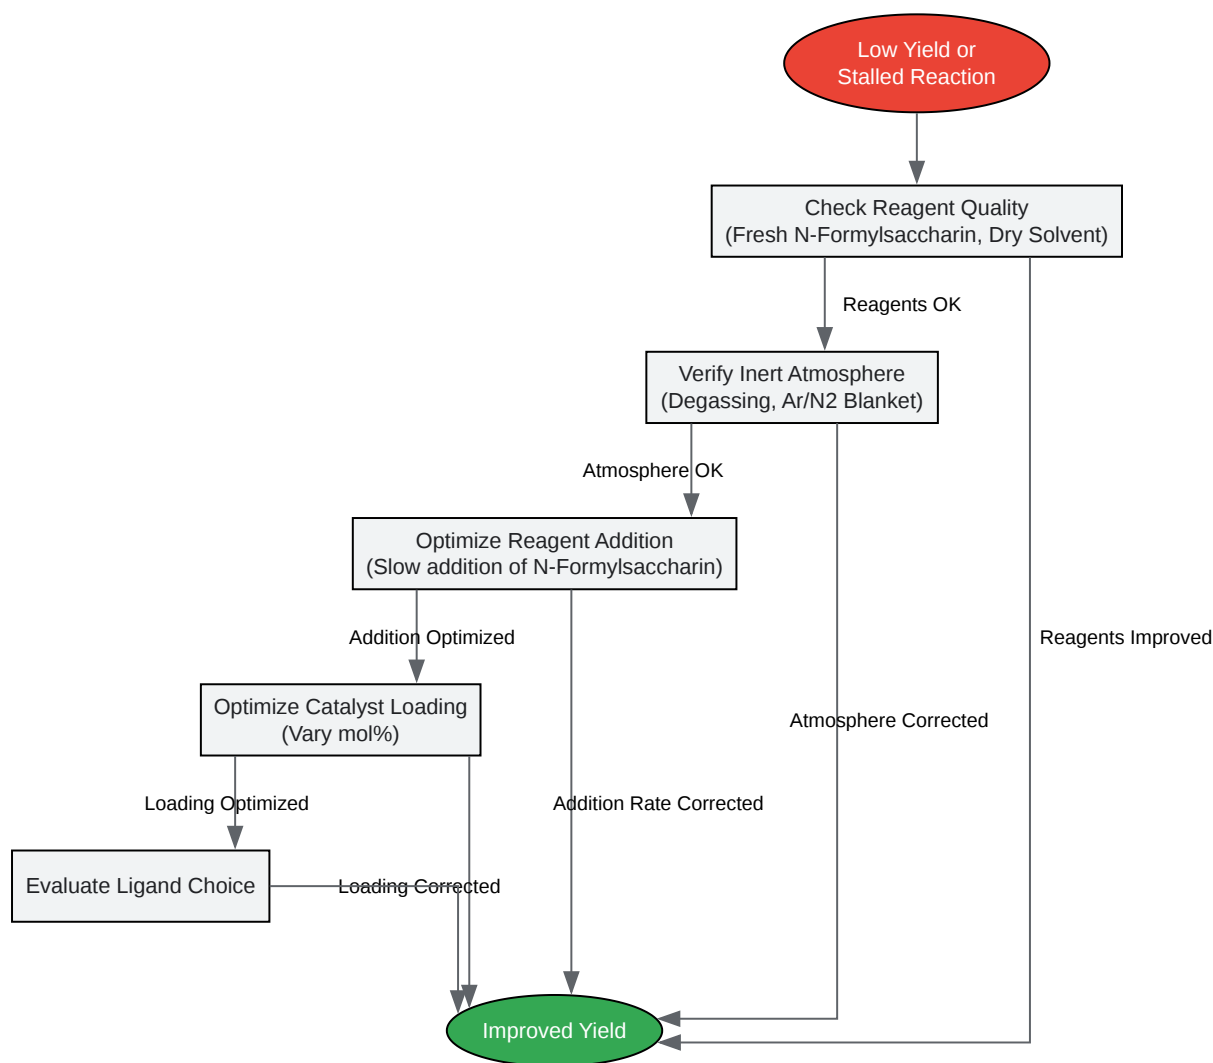 Low Yield or
Stalled Reaction
Check Reagent Quality
(Fresh N-Formylsaccharin, Dry Solvent)
Reagents OK
Verify Inert Atmosphere
(Degassing, Ar/N2 Blanket)
Atmosphere OK
Optimize Reagent Addition
(Slow addition of N-Formylsaccharin)
Addition Optimized
Reagents Improved
Optimize Catalyst Loading
(Vary mol%)
Atmosphere Corrected
Loading Optimized
Addition Rate Corrected
Evaluate Ligand Choice
Loading Corrected
Improved Yield